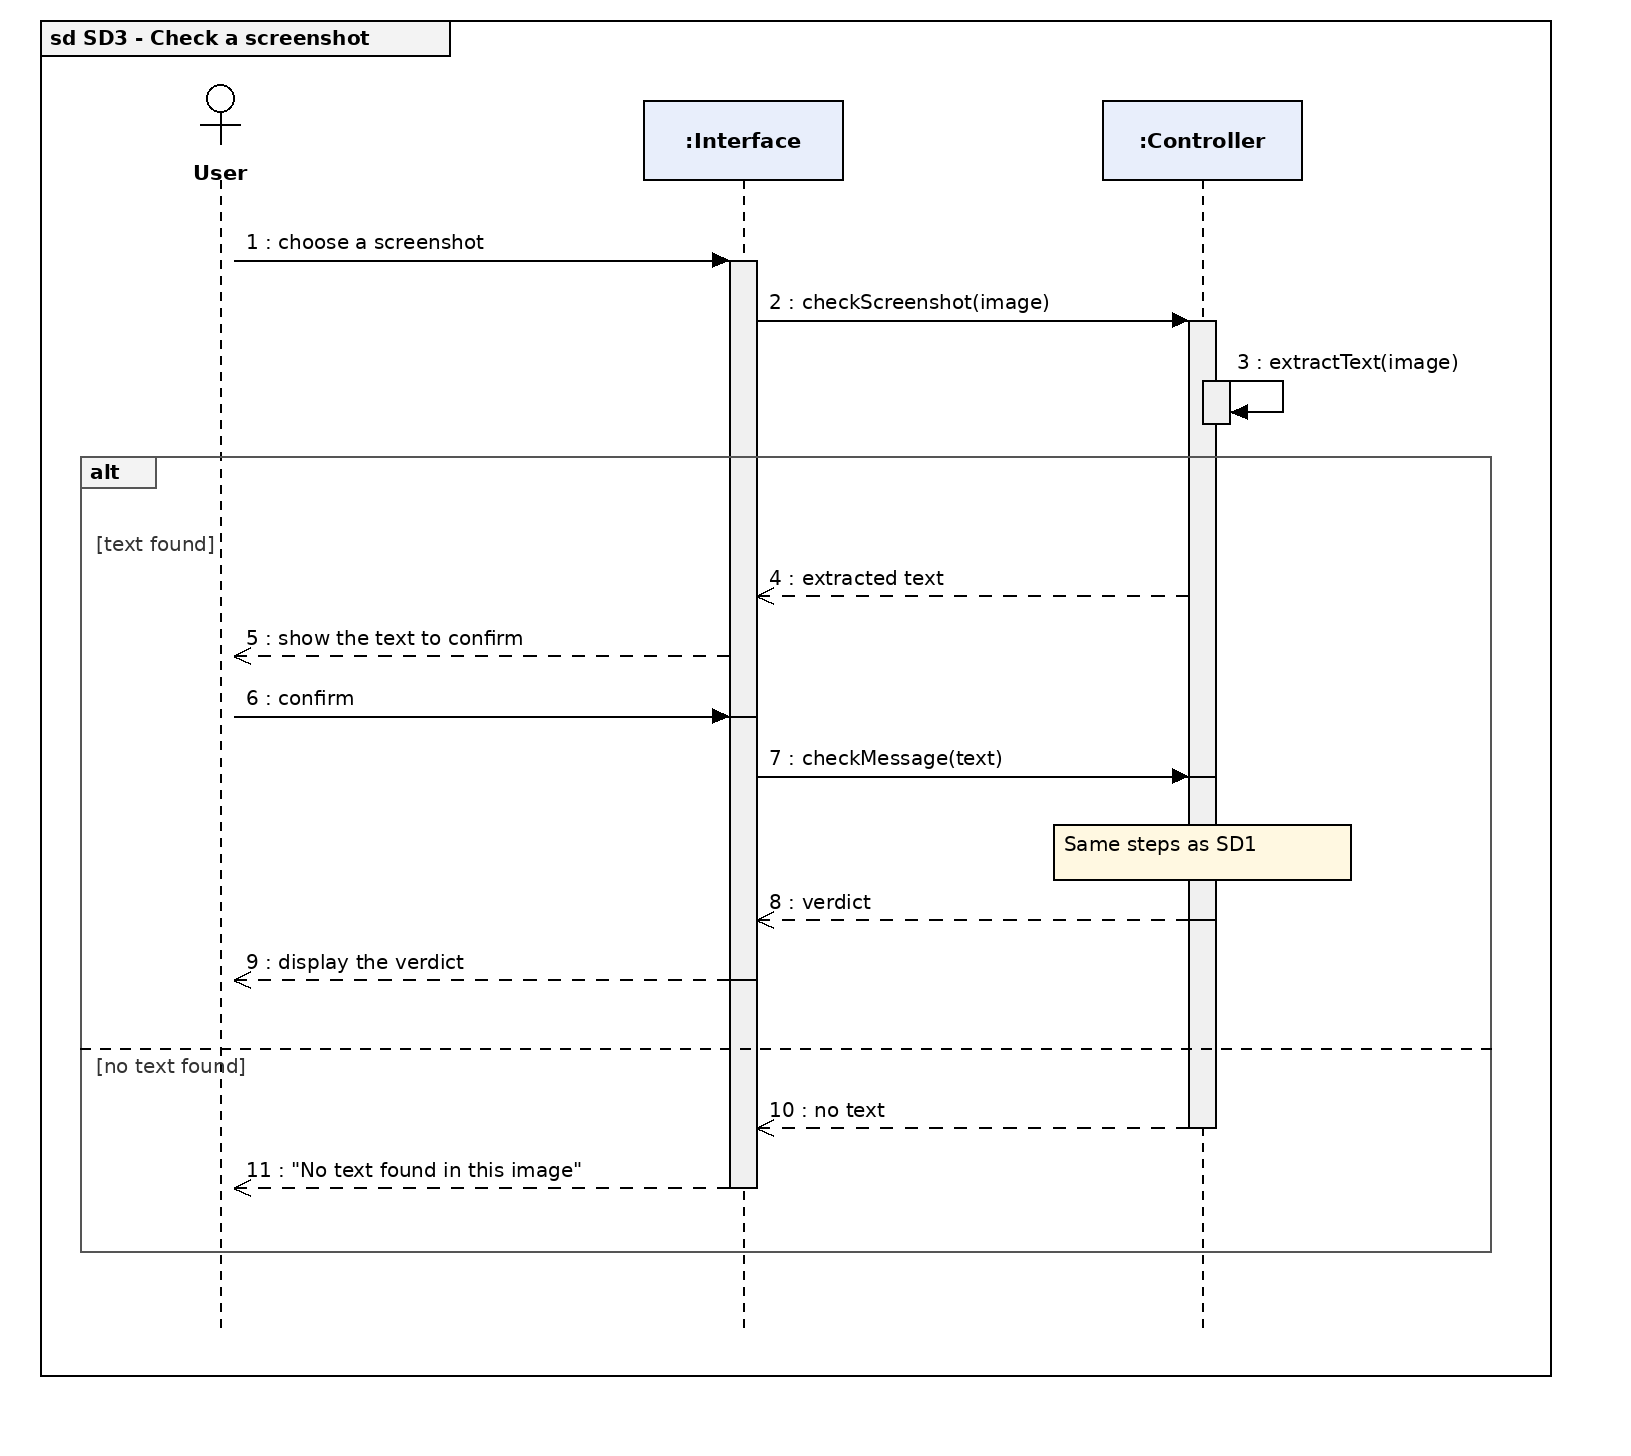 sd SD3 - Check a screenshot
User
:Interface
:Controller
1 : choose a screenshot
2 : checkScreenshot(image)
3 : extractText(image)
alt
[text found]
4 : extracted text
5 : show the text to confirm
6 : confirm
7 : checkMessage(text)
Same steps as SD1
8 : verdict
9 : display the verdict
[no text found]
10 : no text
11 : "No text found in this image"